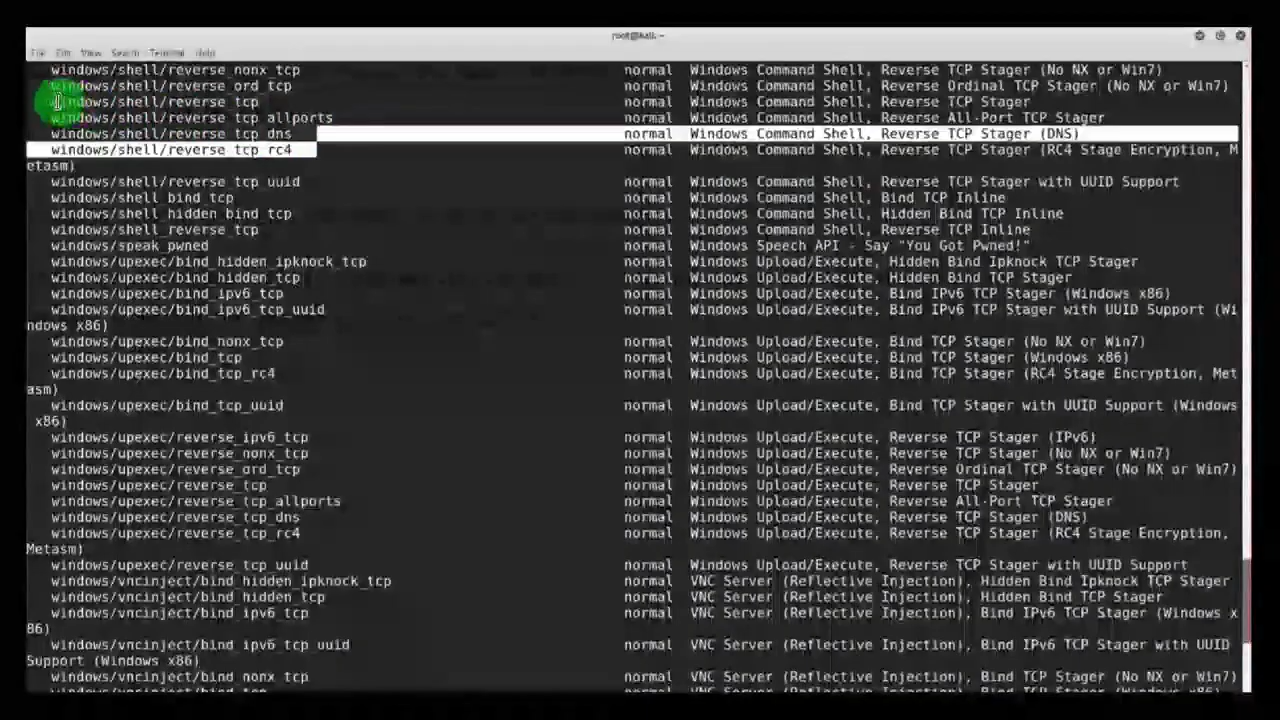 root@kali: ~
File Edit View Search Terminal Help
windows/shell/reverse_nonx_tcp normal Windows Command Shell, Reverse TCP Stager (No NX or Win7)
windows/shell/reverse_ord_tcp normal Windows Command Shell, Reverse Ordinal TCP Stager (No NX or Win7)
windows/shell/reverse_tcp normal Windows Command Shell, Reverse TCP Stager
windows/shell/reverse_tcp_allports normal Windows Command Shell, Reverse All-Port TCP Stager
windows/shell/reverse_tcp_dns normal Windows Command Shell, Reverse TCP Stager (DNS)
windows/shell/reverse_tcp_rc4 normal Windows Command Shell, Reverse TCP Stager (RC4 Stage Encryption, M
etasm)
windows/shell/reverse_tcp_uuid normal Windows Command Shell, Reverse TCP Stager with UUID Support
windows/shell_bind_tcp normal Windows Command Shell, Bind TCP Inline
windows/shell_hidden_bind_tcp normal Windows Command Shell, Hidden Bind TCP Inline
windows/shell_reverse_tcp normal Windows Command Shell, Reverse TCP Inline
windows/speak_pwned normal Windows Speech API - Say "You Got Pwned!"
windows/upexec/bind_hidden_ipknock_tcp normal Windows Upload/Execute, Hidden Bind Ipknock TCP Stager
windows/upexec/bind_hidden_tcp normal Windows Upload/Execute, Hidden Bind TCP Stager
windows/upexec/bind_ipv6_tcp normal Windows Upload/Execute, Bind IPv6 TCP Stager (Windows x86)
windows/upexec/bind_ipv6_tcp_uuid normal Windows Upload/Execute, Bind IPv6 TCP Stager with UUID Support (Wi
ndows x86)
windows/upexec/bind_nonx_tcp normal Windows Upload/Execute, Bind TCP Stager (No NX or Win7)
windows/upexec/bind_tcp normal Windows Upload/Execute, Bind TCP Stager (Windows x86)
windows/upexec/bind_tcp_rc4 normal Windows Upload/Execute, Bind TCP Stager (RC4 Stage Encryption, Met
asm)
windows/upexec/bind_tcp_uuid normal Windows Upload/Execute, Bind TCP Stager with UUID Support (Windows
x86)
windows/upexec/reverse_ipv6_tcp normal Windows Upload/Execute, Reverse TCP Stager (IPv6)
windows/upexec/reverse_nonx_tcp normal Windows Upload/Execute, Reverse TCP Stager (No NX or Win7)
windows/upexec/reverse_ord_tcp normal Windows Upload/Execute, Reverse Ordinal TCP Stager (No NX or Win7)
windows/upexec/reverse_tcp normal Windows Upload/Execute, Reverse TCP Stager
windows/upexec/reverse_tcp_allports normal Windows Upload/Execute, Reverse All-Port TCP Stager
windows/upexec/reverse_tcp_dns normal Windows Upload/Execute, Reverse TCP Stager (DNS)
windows/upexec/reverse_tcp_rc4 normal Windows Upload/Execute, Reverse TCP Stager (RC4 Stage Encryption,
Metasm)
windows/upexec/reverse_tcp_uuid normal Windows Upload/Execute, Reverse TCP Stager with UUID Support
windows/vncinject/bind_hidden_ipknock_tcp normal VNC Server (Reflective Injection), Hidden Bind Ipknock TCP Stager
windows/vncinject/bind_hidden_tcp normal VNC Server (Reflective Injection), Hidden Bind TCP Stager
windows/vncinject/bind_ipv6_tcp normal VNC Server (Reflective Injection), Bind IPv6 TCP Stager (Windows x
86)
windows/vncinject/bind_ipv6_tcp_uuid normal VNC Server (Reflective Injection), Bind IPv6 TCP Stager with UUID
Support (Windows x86)
windows/vncinject/bind_nonx_tcp normal VNC Server (Reflective Injection), Bind TCP Stager (No NX or Win7)